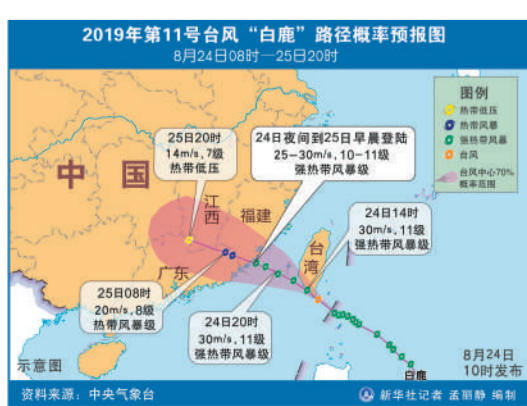 2019年第11号台风“白鹿”路径概率预报图
8月24日08时—25日20时
图例
热带低压
热带风暴
强热带风暴
台风
台风中心70%
概率范围
25日20时
14m/s,7级
热带低压
24日夜间到25日早晨登陆
25-30m/s,10-11级
强热带风暴级
中国
江西
福建
24日14时
30m/s,11级
强热带风暴级
台湾
广东
25日08时
20m/s,8级
热带风暴级
24日20时
30m/s,11级
强热带风暴级
白鹿
示意图
8月24日
10时发布
资料来源：中央气象台
新华社记者 孟丽静 编制